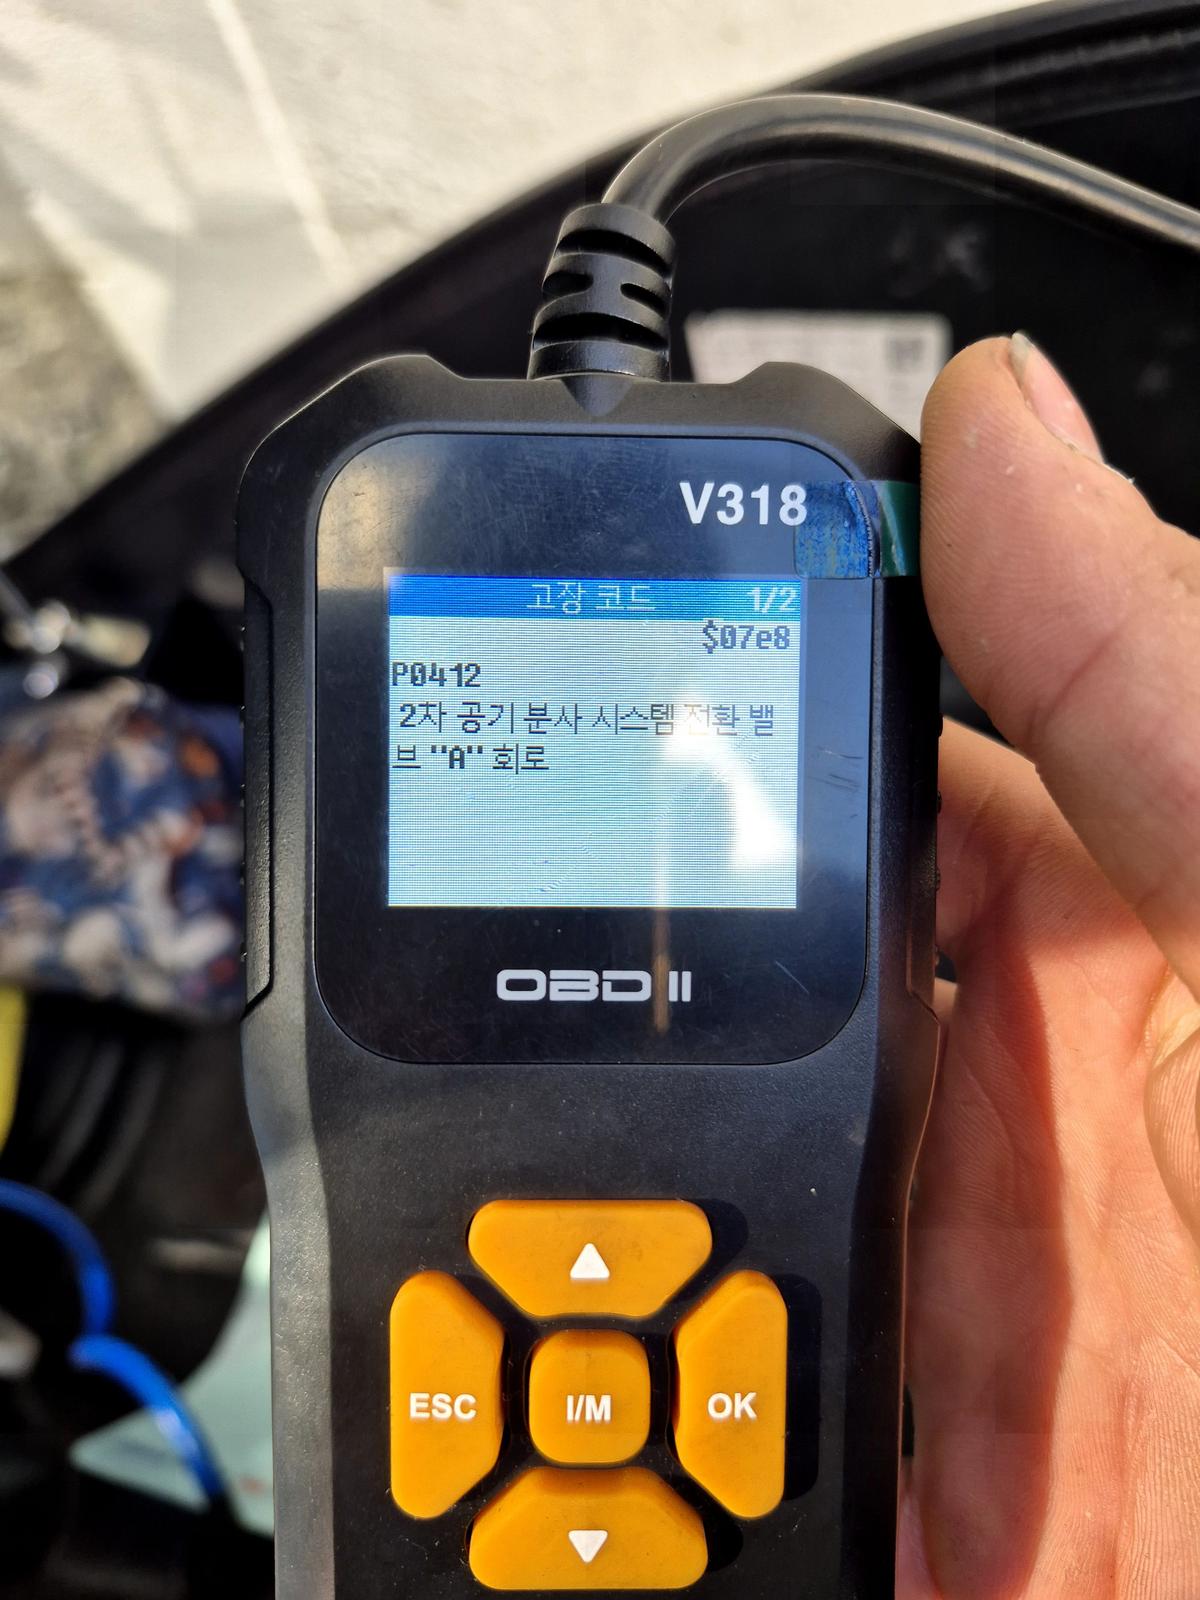 V318
고장 코드 1/2
$07e8
P0412
2차 공기 분사 시스템 전환 밸
브 "A" 회로
OBD II
ESC
I/M
OK